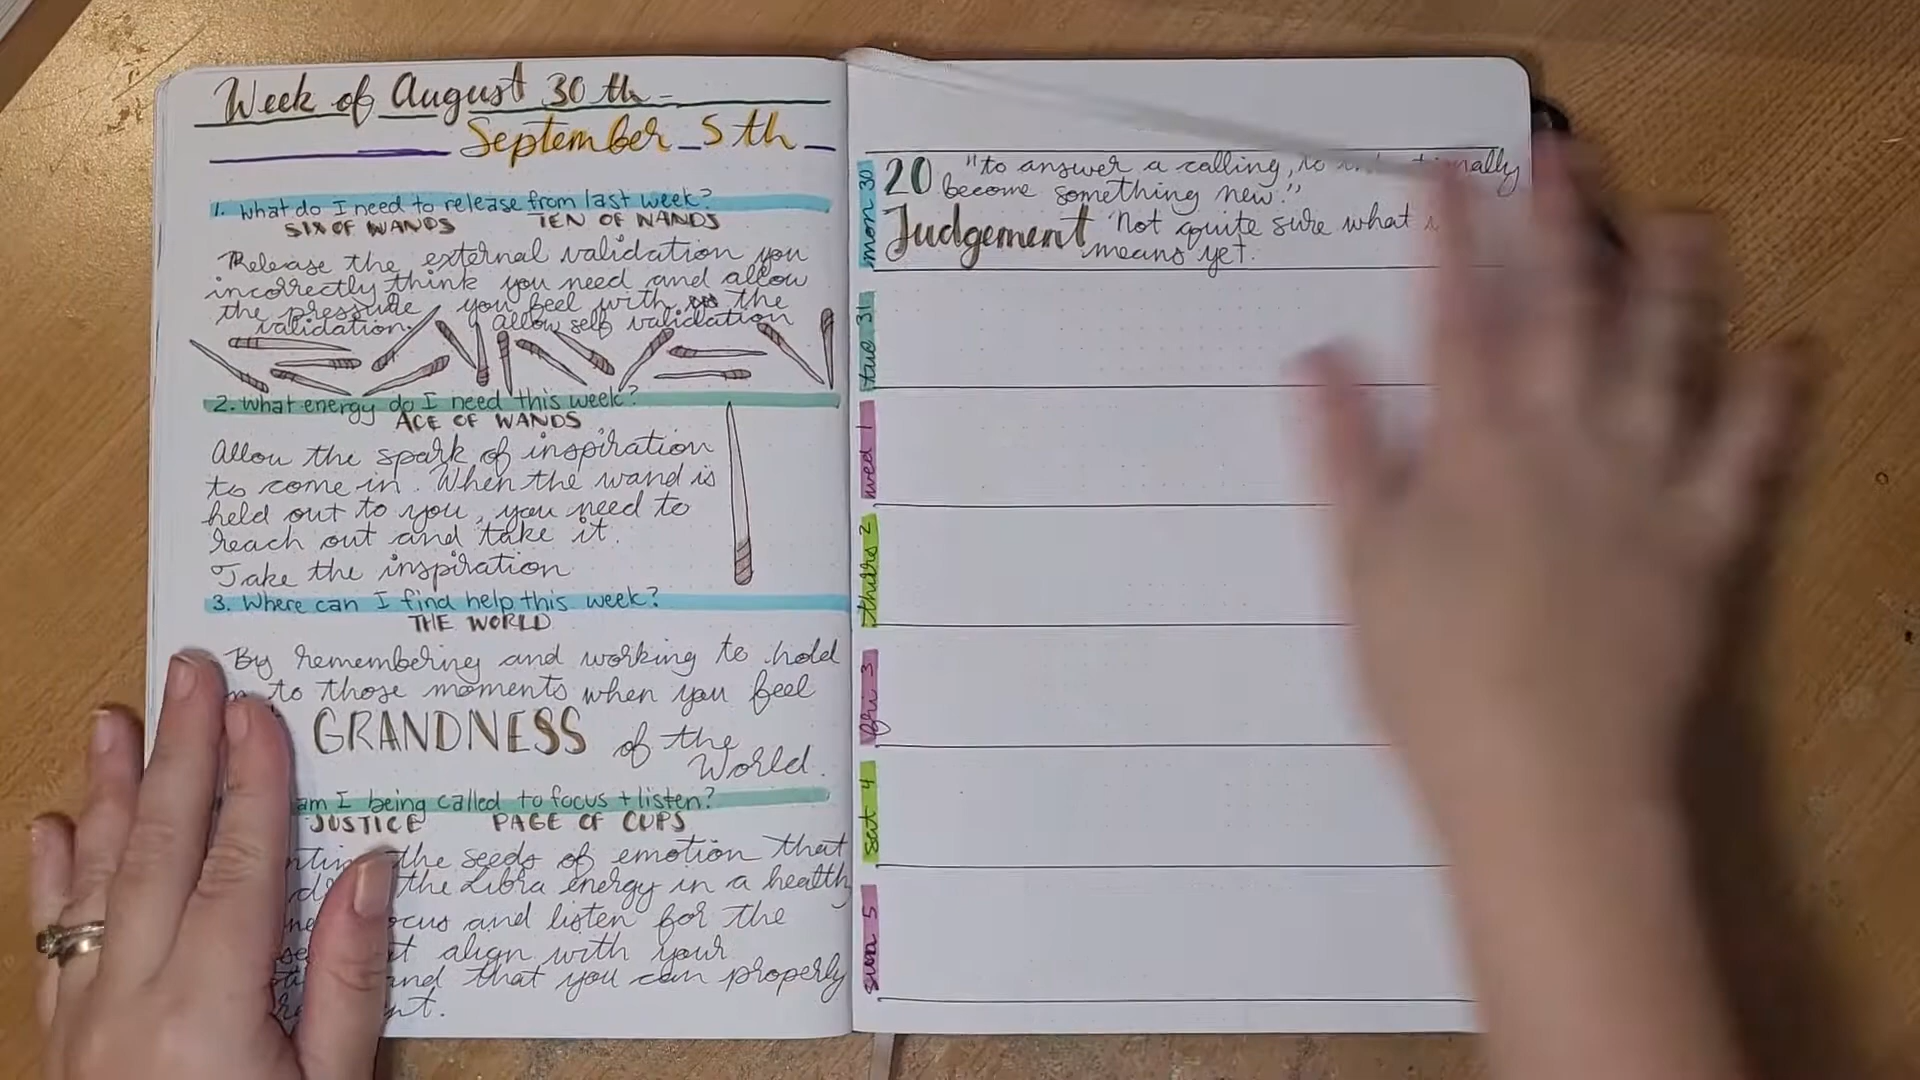 Week of August 30th-
September 5th
1. What do I need to release from last week?
SIX OF WANDS TEN OF WANDS
Release the external validation you
incorrectly think you need and allow
the pressure you feel with the
validation. Allow self validation
2. What energy do I need this week?
ACE OF WANDS
Allow the spark of inspiration
to come in. When the wand is
held out to you, you need to
reach out and take it.
Take the inspiration
3. Where can I find help this week?
THE WORLD
By remembering and working to hold
to those moments when you feel
GRANDNESS of the
World.
am I being called to focus + listen?
JUSTICE PAGE OF CUPS
the seeds of emotion that
the Libra energy in a healthy
focus and listen for the
align with your
and that you can properly
mon 30
20 "to answer a calling, to
become something new."
Judgement Not quite sure what
means yet.
tue 31
wed 1
thurs 2
fri 3
sat 4
sun 5